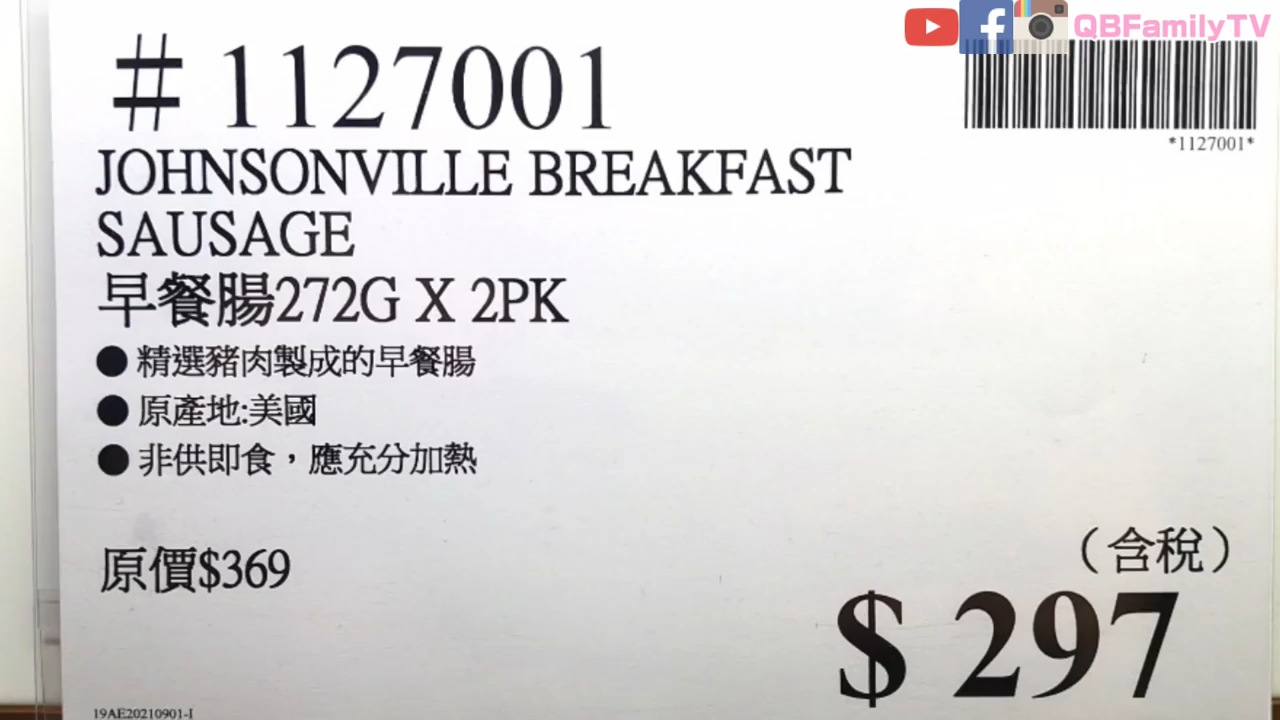 QBFamilyTV
# 1127001
*1127001*
JOHNSONVILLE BREAKFAST
SAUSAGE
早餐腸272G X 2PK
● 精選豬肉製成的早餐腸
● 原產地:美國
● 非供即食，應充分加熱
原價$369
（含稅）
$ 297
19AE20210901-I